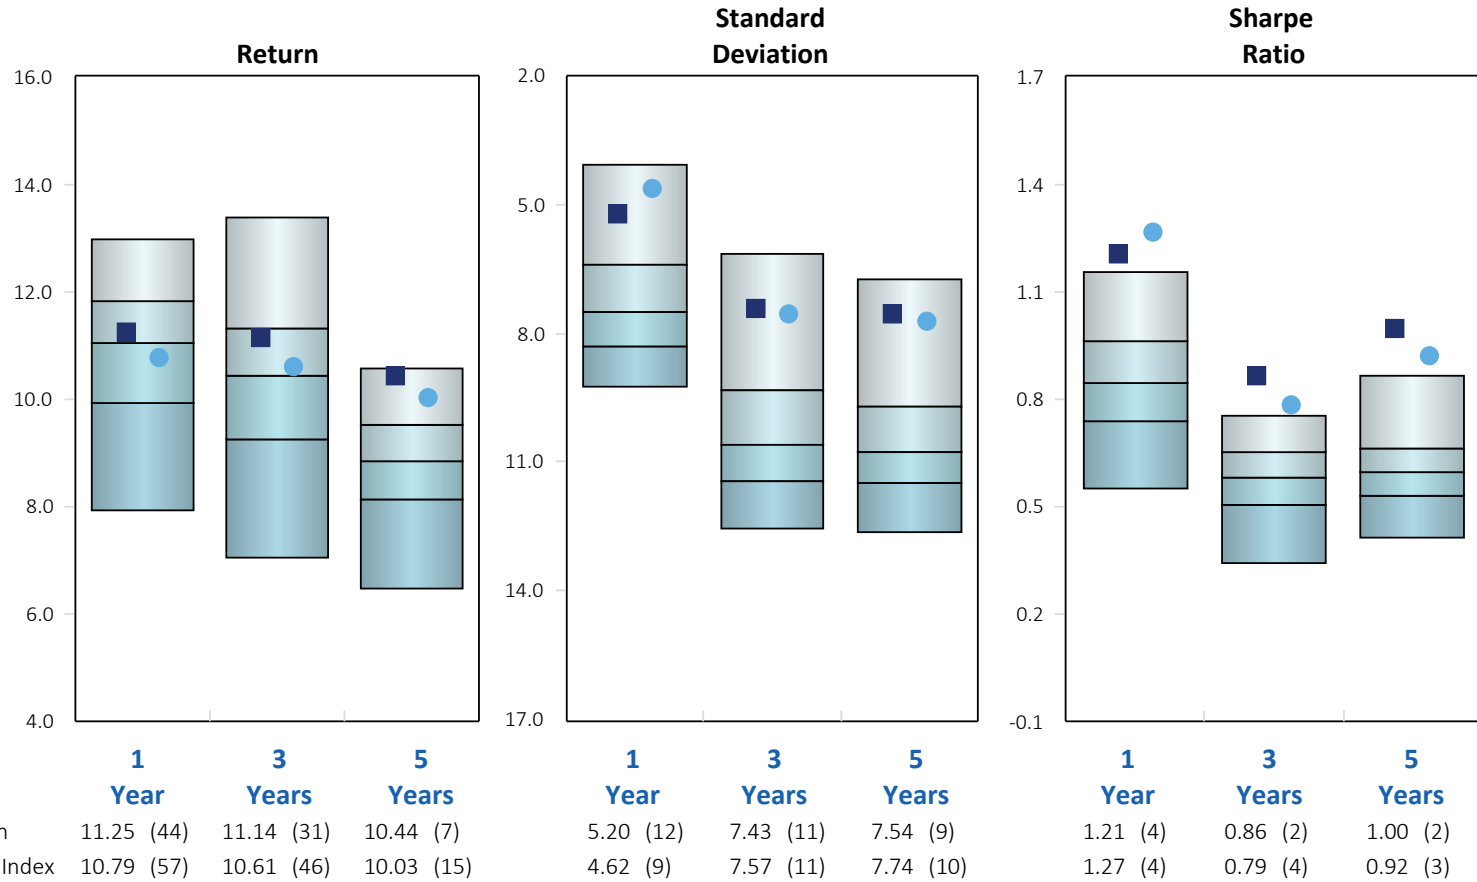 Standard
Deviation
Sharpe
Ratio
Return
16.0
14.0
12.0
10.0
8.0
6.0
4.0
2.0
5.0
8.0
11.0
14.0
17.0
1.7
1.4
1.1
0.8
0.5
0.2
-0.1
1 Year
3 Years
5 Years
1 Year
3 Years
5 Years
1 Year
3 Years
5 Years
n 11.25 (44) 11.14 (31) 10.44 (7) 5.20 (12) 7.43 (11) 7.54 (9) 1.21 (4) 0.86 (2) 1.00 (2)
Index 10.79 (57) 10.61 (46) 10.03 (15) 4.62 (9) 7.57 (11) 7.74 (10) 1.27 (4) 0.79 (4) 0.92 (3)